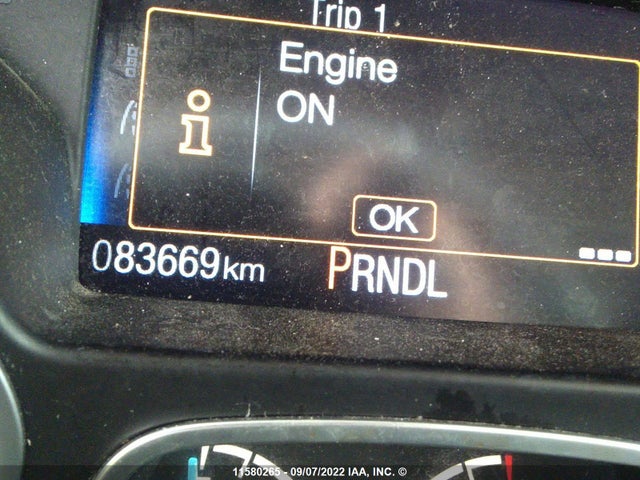 Trip 1
Engine
ON
i
OK
083669km
PRNDL
11580265 - 09/07/2022 IAA, INC. ©